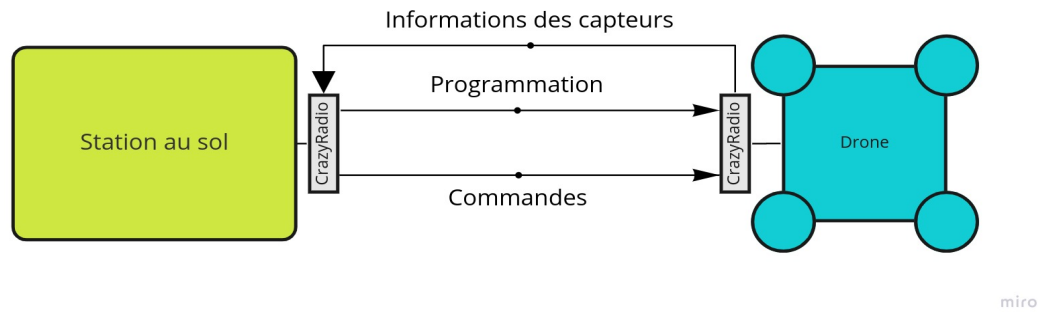 Informations des capteurs
Programmation
Station au sol
CrazyRadio
CrazyRadio
Drone
Commandes
miro